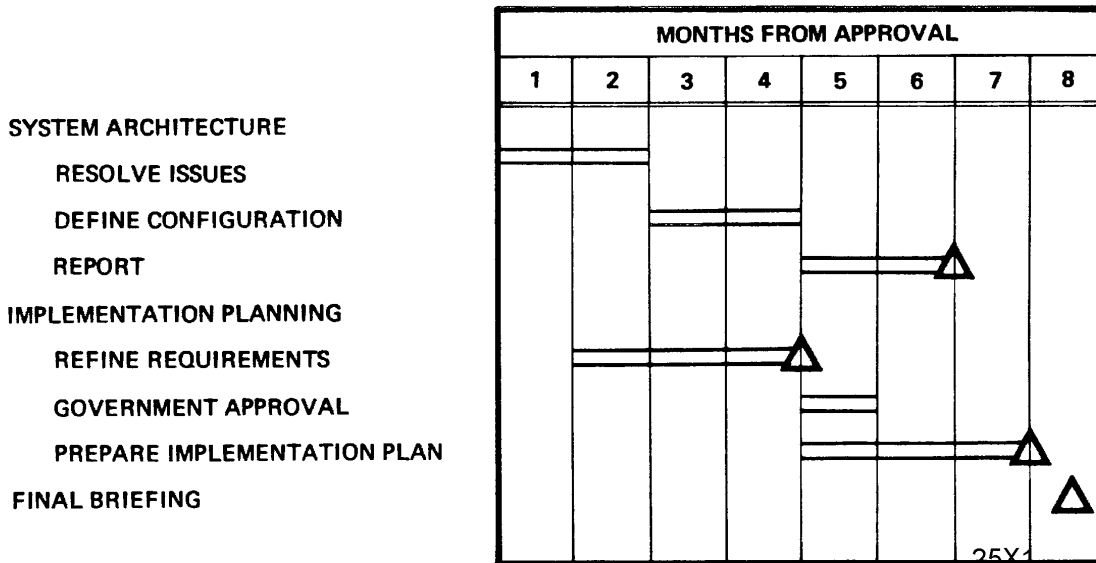 MONTHS FROM APPROVAL
1 2 3 4 5 6 7 8
SYSTEM ARCHITECTURE
RESOLVE ISSUES
DEFINE CONFIGURATION
REPORT
IMPLEMENTATION PLANNING
REFINE REQUIREMENTS
GOVERNMENT APPROVAL
PREPARE IMPLEMENTATION PLAN
FINAL BRIEFING
25X1